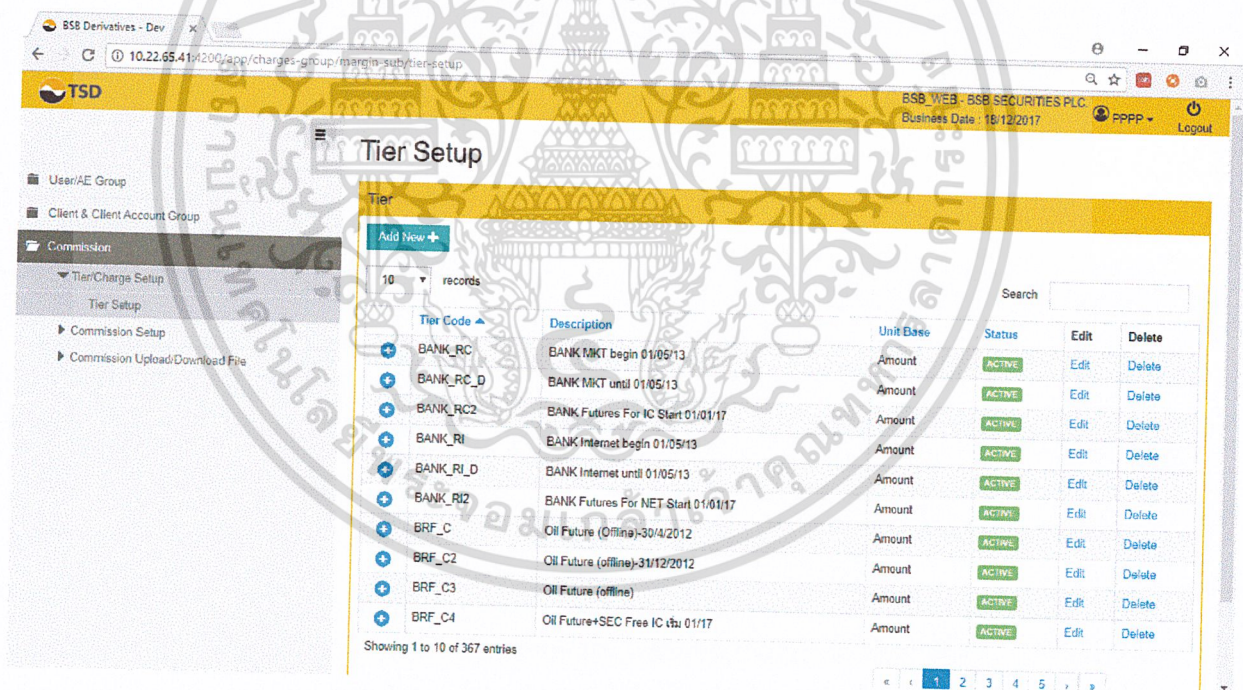 BSB Derivatives - Dev
10.22.65.41:4200/app/charges-group/margin-sub/tier-setup
TSD
BSB_WEB - BSB SECURITIES PLC.
Business Date : 18/12/2017
PPPP
Logout
Tier Setup
User/AE Group
Client & Client Account Group
Commission
Tier/Charge Setup
Tier Setup
Commission Setup
Commission Upload/Download File
Tier
Add New
10 records
Search
Tier Code Description Unit Base Status Edit Delete
BANK_RC BANK MKT begin 01/05/13 Amount ACTIVE Edit Delete
BANK_RC_D BANK MKT until 01/05/13 Amount ACTIVE Edit Delete
BANK_RC2 BANK Futures For IC Start 01/01/17 Amount ACTIVE Edit Delete
BANK_RI BANK Internet begin 01/05/13 Amount ACTIVE Edit Delete
BANK_RI_D BANK Internet until 01/05/13 Amount ACTIVE Edit Delete
BANK_RI2 BANK Futures For NET Start 01/01/17 Amount ACTIVE Edit Delete
BRF_C Oil Future (Offline)-30/4/2012 Amount ACTIVE Edit Delete
BRF_C2 Oil Future (offline)-31/12/2012 Amount ACTIVE Edit Delete
BRF_C3 Oil Future (offline) Amount ACTIVE Edit Delete
BRF_C4 Oil Future+SEC Free IC เริ่ม 01/17 Amount ACTIVE Edit Delete
Showing 1 to 10 of 367 entries
« ‹ 1 2 3 4 5 › »